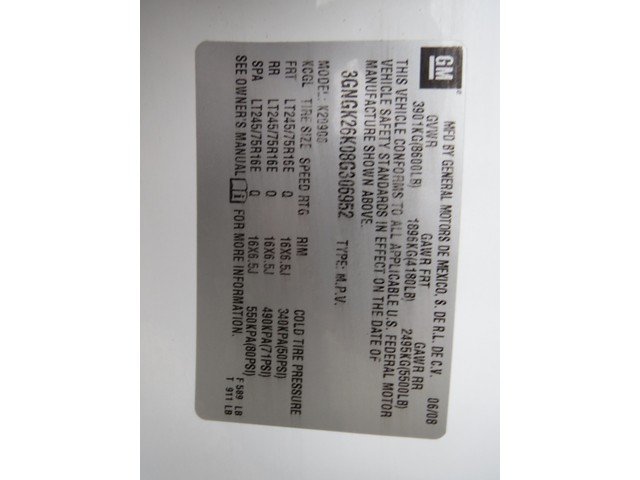 GM
MFD BY GENERAL MOTORS DE MEXICO, S. DE R.L. DE C.V. 06/08
GVWR GAWR FRT GAWR RR
3901KG(8600LB) 1896KG(4180LB) 2495KG(5500LB)
THIS VEHICLE CONFORMS TO ALL APPLICABLE U.S. FEDERAL MOTOR
VEHICLE SAFETY STANDARDS IN EFFECT ON THE DATE OF
MANUFACTURE SHOWN ABOVE.
3GNGK26K08G306952 TYPE: M.P.V.
MODEL: K20906
KCGL TIRE SIZE SPEED RTG RIM COLD TIRE PRESSURE
FRT LT245/75R16E Q 16X6.5J 340KPA(50PSI)
RR LT245/75R16E Q 16X6.5J 490KPA(71PSI)
SPA LT245/75R16E Q 16X6.5J 550KPA(80PSI)
SEE OWNER'S MANUAL FOR MORE INFORMATION.
F 589 LB
T 911 LB